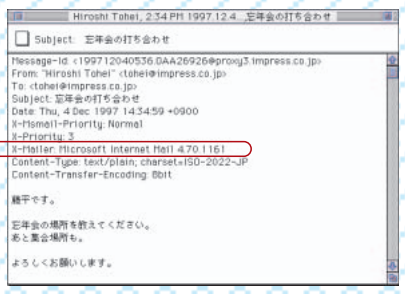 Hiroshi Tohei, 2:34 PM 1997.12.4 ,忘年会の打ち合わせ
Subject: 忘年会の打ち合わせ
Message-Id: <199712040536.OAA26926@proxy3.impress.co.jp>
From: "Hiroshi Tohei" <tohei@impress.co.jp>
To: <tohei@impress.co.jp>
Subject: 忘年会の打ち合わせ
Date: Thu, 4 Dec 1997 14:34:59 +0900
X-Msmail-Priority: Normal
X-Priority: 3
X-Mailer: Microsoft Internet Mail 4.70.1161
Content-Type: text/plain; charset=ISO-2022-JP
Content-Transfer-Encoding: 8bit
藤平です。
忘年会の場所を教えてください。
あと集合場所も。
よろしくお願いします。